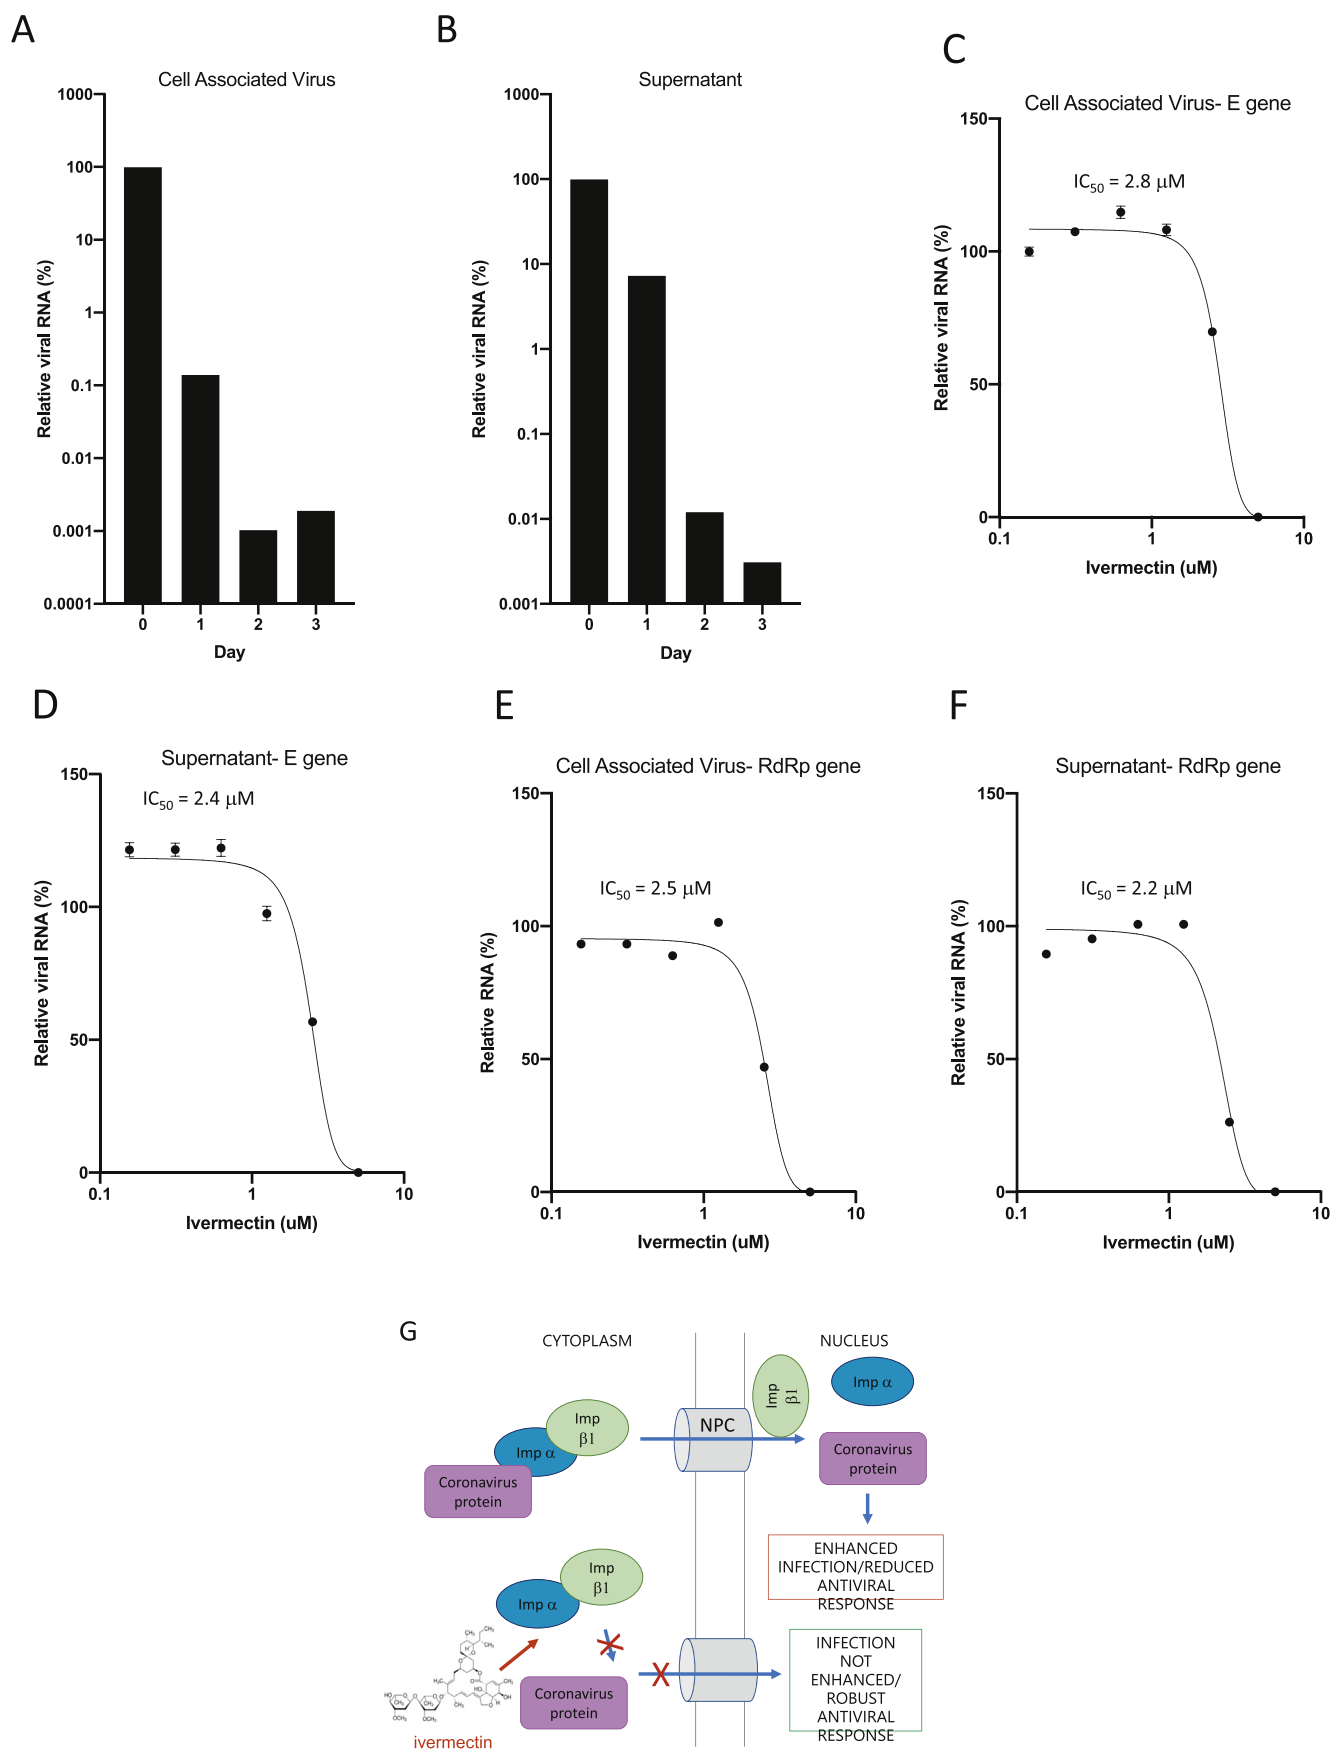 A
Cell Associated Virus
1000
100
10
1
0.1
0.01
0.001
0.0001
Relative viral RNA (%)
0 1 2 3
Day
B
Supernatant
1000
100
10
1
0.1
0.01
0.001
Relative viral RNA (%)
0 1 2 3
Day
C
Cell Associated Virus- E gene
150
100
50
0
Relative viral RNA (%)
IC50 = 2.8 µM
0.1 1 10
Ivermectin (uM)
D
Supernatant- E gene
150
100
50
0
Relative viral RNA (%)
IC50 = 2.4 µM
0.1 1 10
Ivermectin (uM)
E
Cell Associated Virus- RdRp gene
150
100
50
0
Relative RNA (%)
IC50 = 2.5 µM
0.1 1 10
Ivermectin (uM)
F
Supernatant- RdRp gene
150
100
50
0
Relative viral RNA (%)
IC50 = 2.2 µM
0.1 1 10
Ivermectin (uM)
G
CYTOPLASM
NUCLEUS
Imp
β1
Imp α
Coronavirus
protein
NPC
Imp
β1
Imp α
Coronavirus
protein
ENHANCED
INFECTION/REDUCED
ANTIVIRAL
RESPONSE
Imp
β1
Imp α
Coronavirus
protein
ivermectin
INFECTION
NOT
ENHANCED/
ROBUST
ANTIVIRAL
RESPONSE